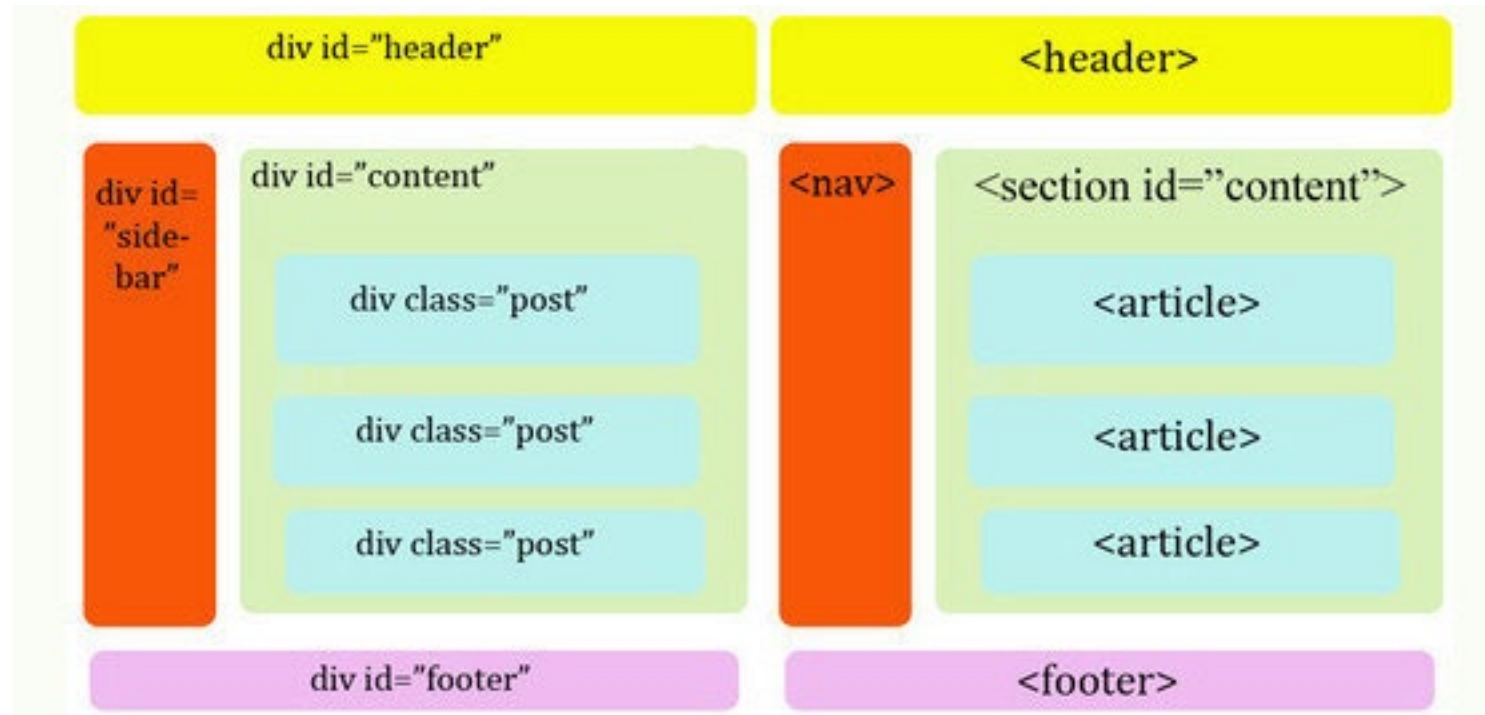 div id=”header”
div id=
”side-
bar”
div id=”content”
div class=”post”
div class=”post”
div class=”post”
div id=”footer”
<header>
<nav>
<section id=”content”>
<article>
<article>
<article>
<footer>